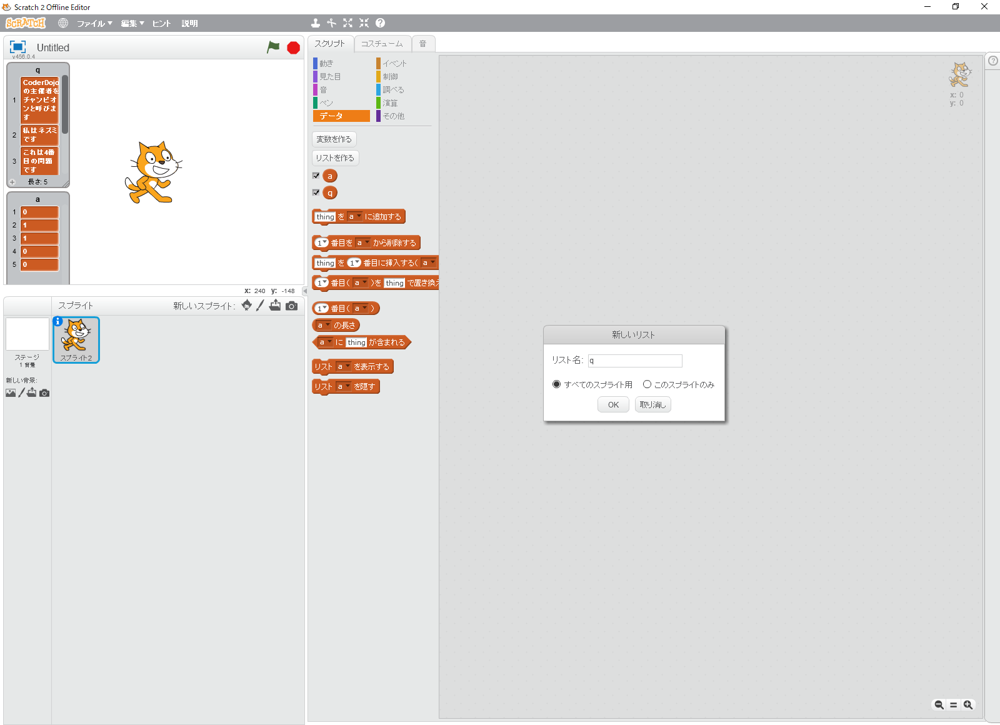 Scratch 2 Offline Editor
SCRATCH ファイル▼ 編集▼ ヒント 説明
Untitled
v456.0.4
q
1 CoderDojo
の主催者を
チャンピオ
ンと呼びま
す
2 私はネズミ
です
3 これは4番
目の問題
です
+ 長さ: 5
a
1 0
2 1
3 1
4 0
5 0
x: 240 y: -148
スプライト 新しいスプライト:
ステージ
1 背景
新しい背景:
スプライト2
スクリプト コスチューム 音
動き イベント
見た目 制御
音 調べる
ペン 演算
データ その他
変数を作る
リストを作る
a
q
thing を a▼ に追加する
1▼ 番目を a▼ から削除する
thing を 1▼ 番目に挿入する( a▼
1▼ 番目( a▼ )を thing で置き換え
1▼ 番目( a▼ )
a▼ の長さ
a▼ に thing が含まれる
リスト a▼ を表示する
リスト a▼ を隠す
x: 0
y: 0
新しいリスト
リスト名: q
すべてのスプライト用 このスプライトのみ
OK 取り消し